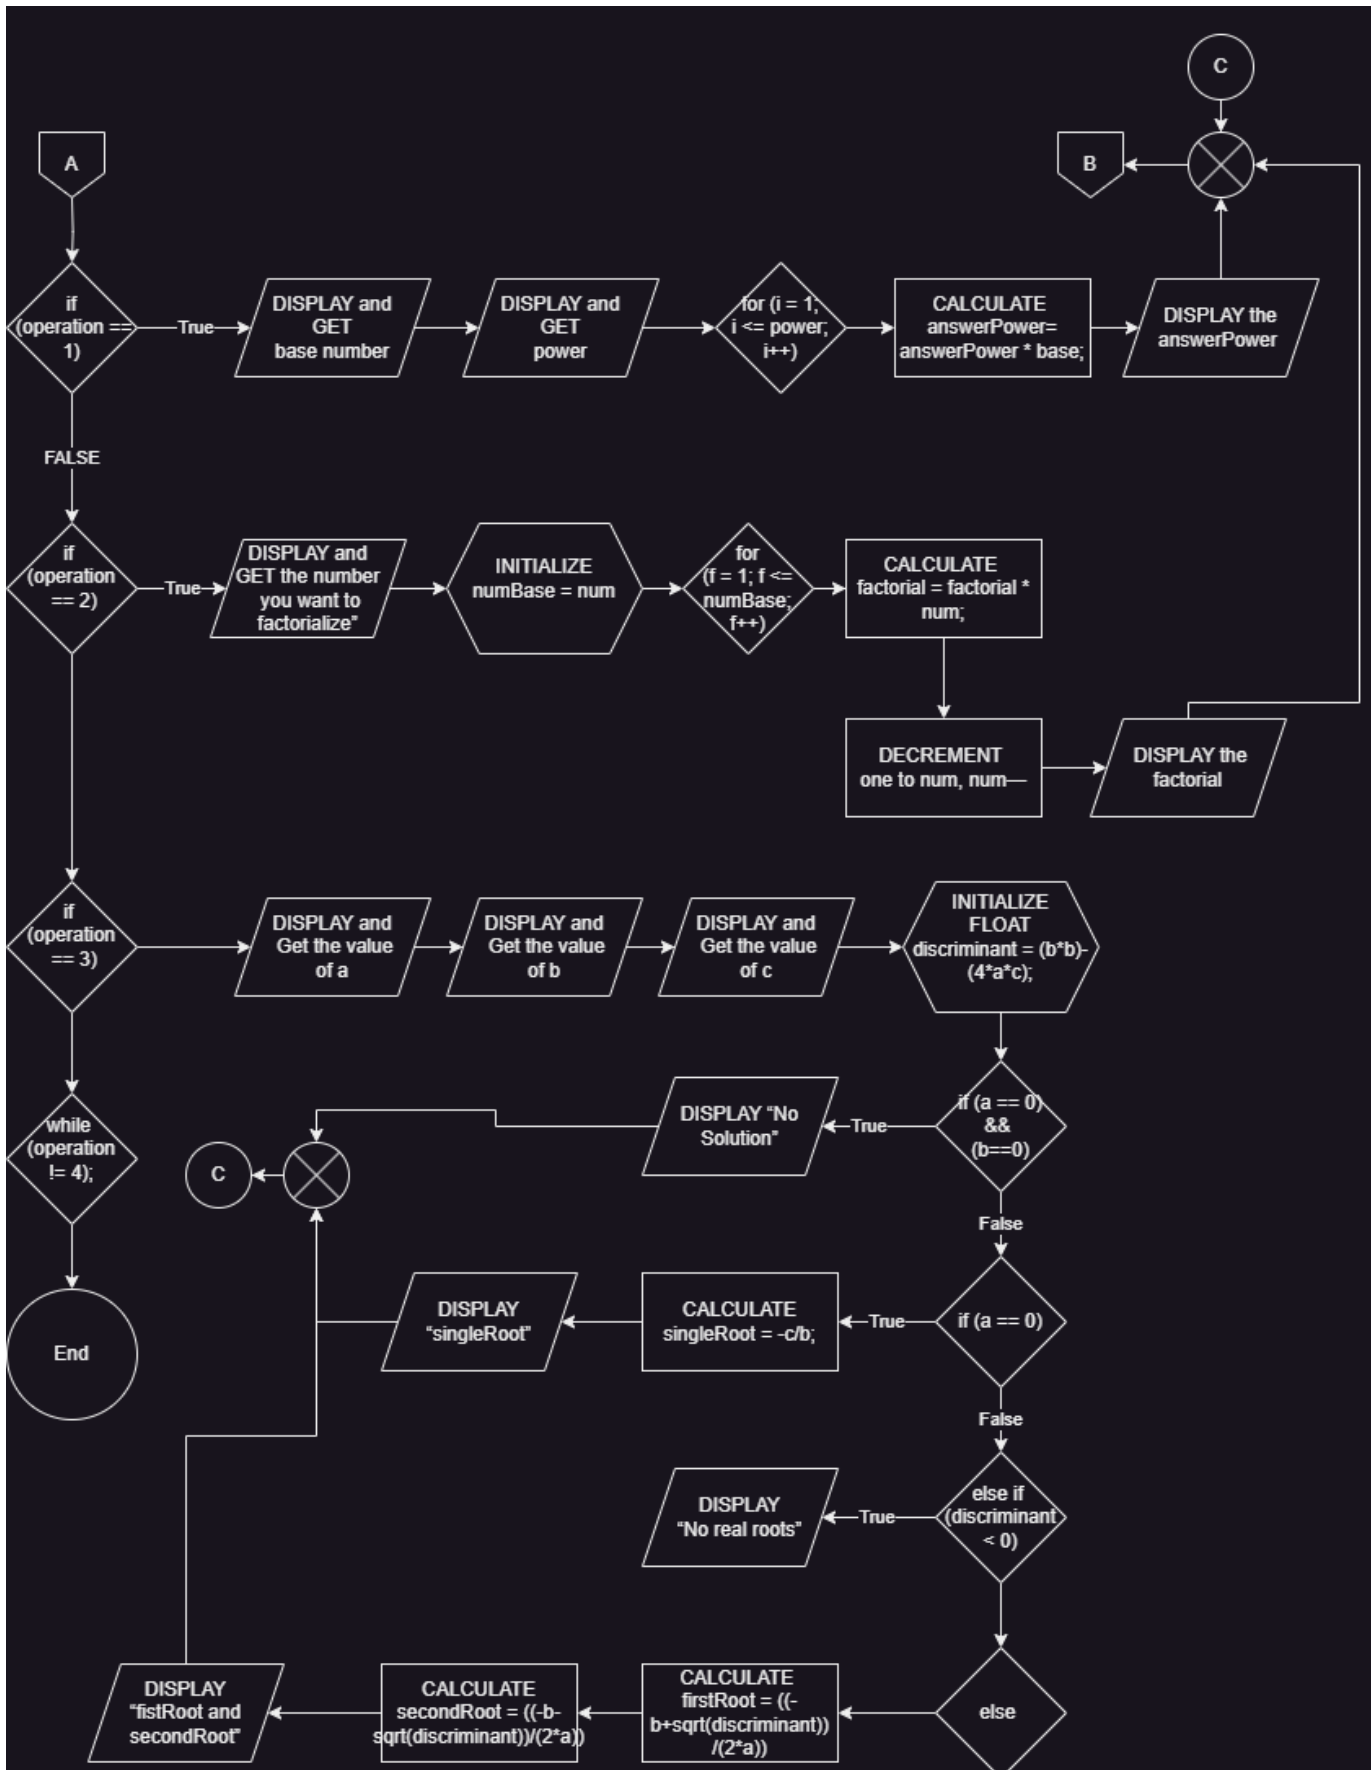 C
A
B
if
(operation ==
1)
True
DISPLAY and
GET
base number
DISPLAY and
GET
power
for (i = 1;
i <= power;
i++)
CALCULATE
answerPower=
answerPower * base;
DISPLAY the
answerPower
FALSE
if
(operation
== 2)
True
DISPLAY and
GET the number
you want to
factorialize”
INITIALIZE
numBase = num
for
(f = 1; f <=
numBase;
f++)
CALCULATE
factorial = factorial *
num;
DECREMENT
one to num, num—
DISPLAY the
factorial
if
(operation
== 3)
DISPLAY and
Get the value
of a
DISPLAY and
Get the value
of b
DISPLAY and
Get the value
of c
INITIALIZE
FLOAT
discriminant = (b*b)-
(4*a*c);
while
(operation
!= 4);
C
DISPLAY “No
Solution”
True
if (a == 0)
&&
(b==0)
False
End
DISPLAY
“singleRoot”
CALCULATE
singleRoot = -c/b;
True
if (a == 0)
False
DISPLAY
“No real roots”
True
else if
(discriminant
< 0)
DISPLAY
“fistRoot and
secondRoot”
CALCULATE
secondRoot = ((-b-
sqrt(discriminant))/(2*a))
CALCULATE
firstRoot = ((-
b+sqrt(discriminant))
/(2*a))
else